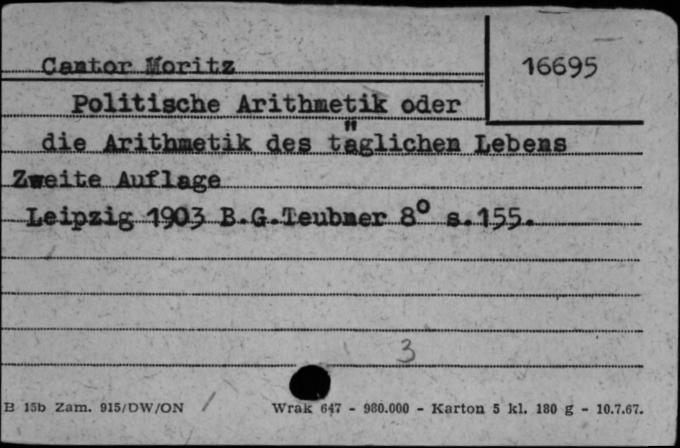 Cantor Moritz
16695
Politische Arithmetik oder
die Arithmetik des täglichen Lebens
Zweite Auflage
Leipzig 1903 B.G.Teubner 8° s.155.
3
B 15b Zam. 915/DW/ON / Wrak 647 - 980.000 - Karton 5 kl. 180 g - 10.7.67.